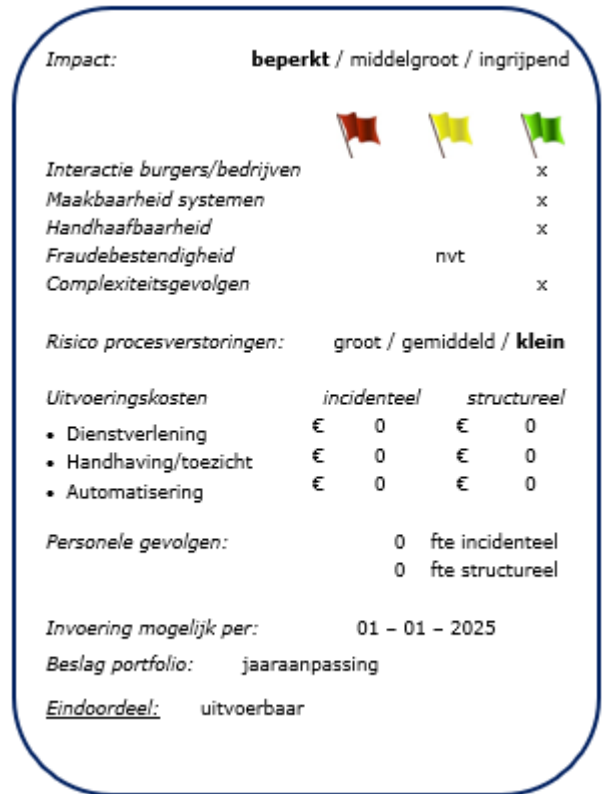 Impact: beperkt / middelgroot / ingrijpend
Interactie burgers/bedrijven x
Maakbaarheid systemen x
Handhaafbaarheid x
Fraudebestendigheid nvt
Complexiteitsgevolgen x
Risico procesverstoringen: groot / gemiddeld / klein
Uitvoeringskosten incidenteel structureel
• Dienstverlening € 0 € 0
• Handhaving/toezicht € 0 € 0
• Automatisering € 0 € 0
Personele gevolgen: 0 fte incidenteel
0 fte structureel
Invoering mogelijk per: 01 – 01 – 2025
Beslag portfolio: jaaraanpassing
Eindoordeel: uitvoerbaar